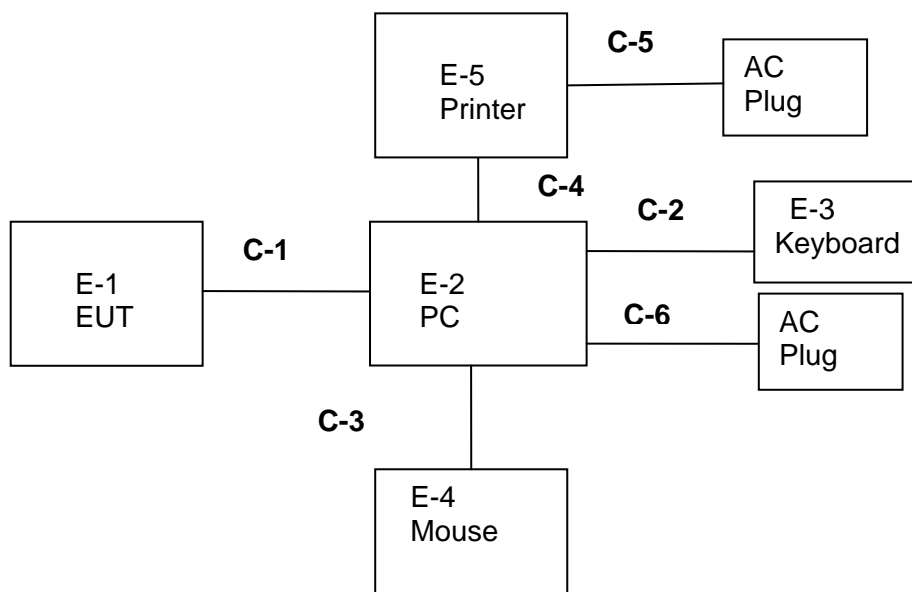 C-5
E-5
Printer
AC
Plug
C-4
C-2
E-3
Keyboard
C-1
E-1
EUT
E-2
PC
C-6
AC
Plug
C-3
E-4
Mouse